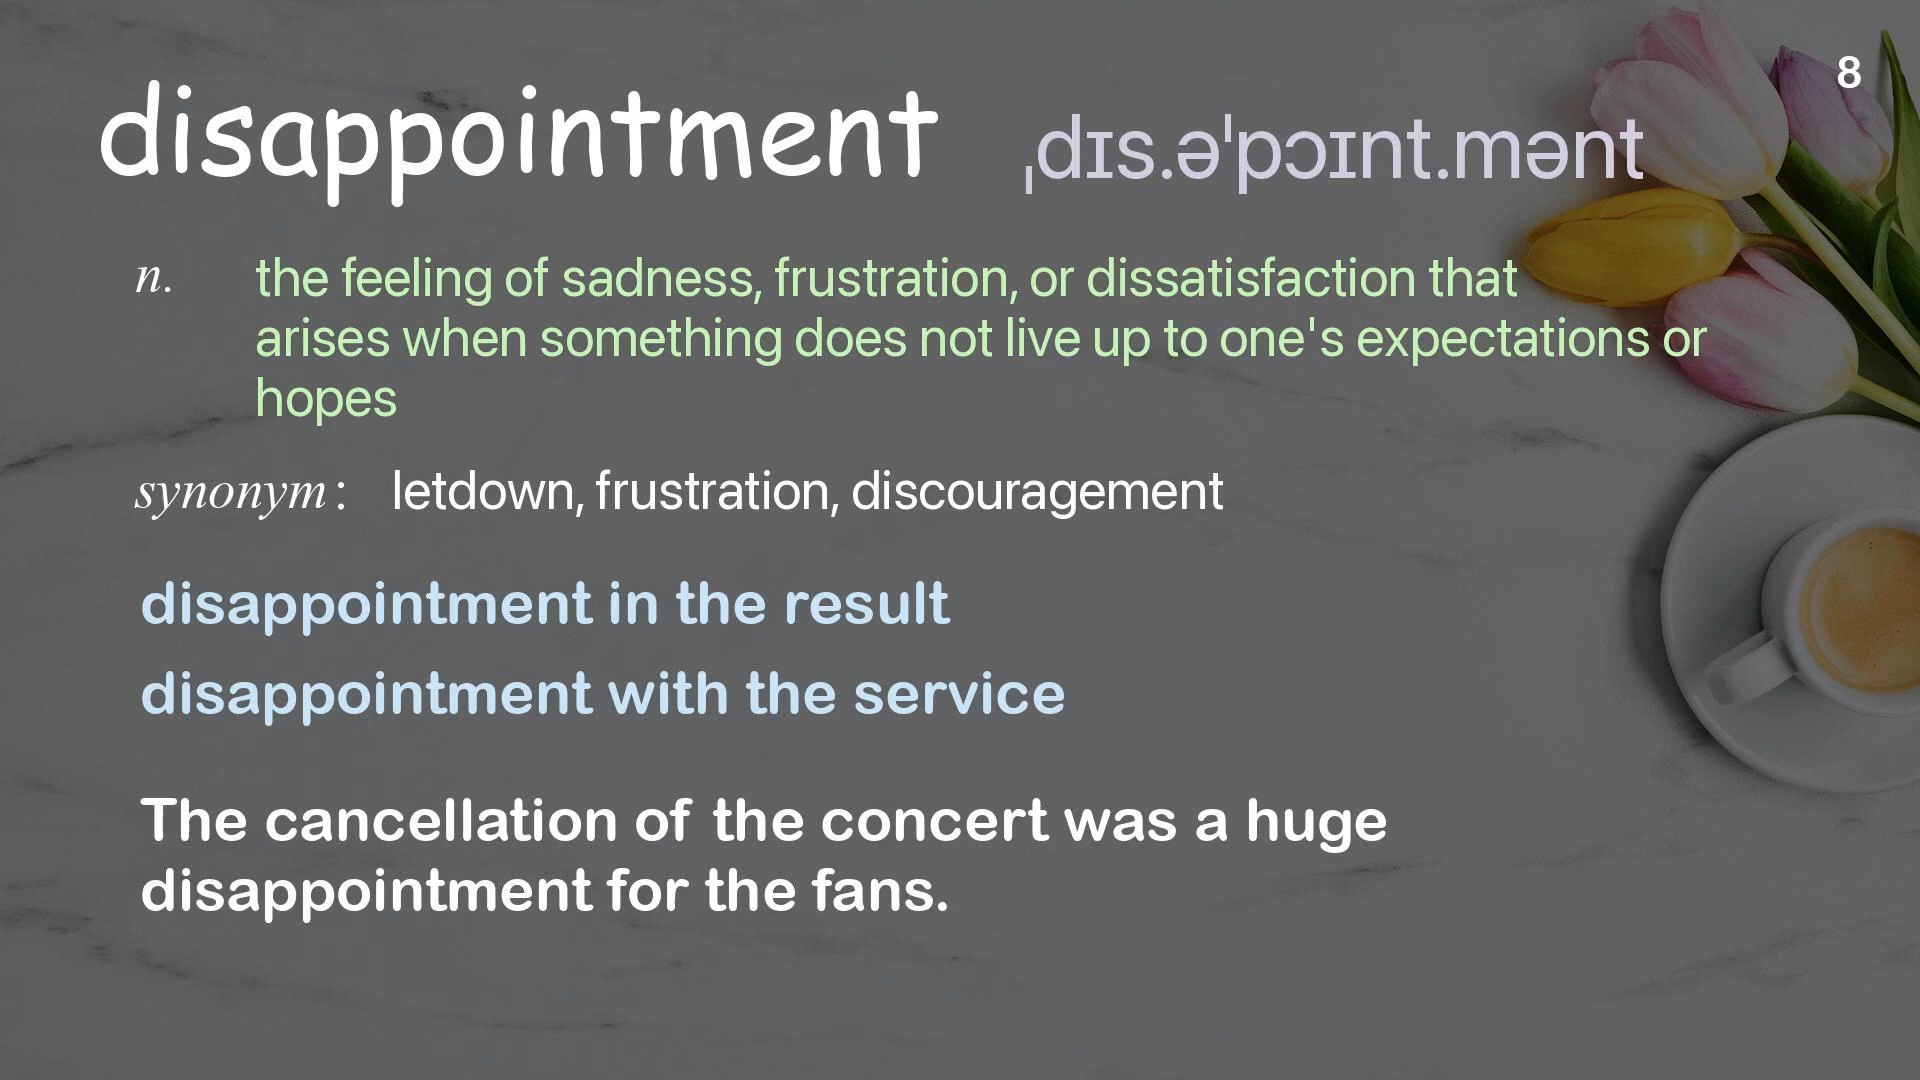 8
disappointment ˌdɪs.əˈpɔɪnt.mənt
n. the feeling of sadness, frustration, or dissatisfaction that
arises when something does not live up to one's expectations or
hopes
synonym: letdown, frustration, discouragement
disappointment in the result
disappointment with the service
The cancellation of the concert was a huge
disappointment for the fans.